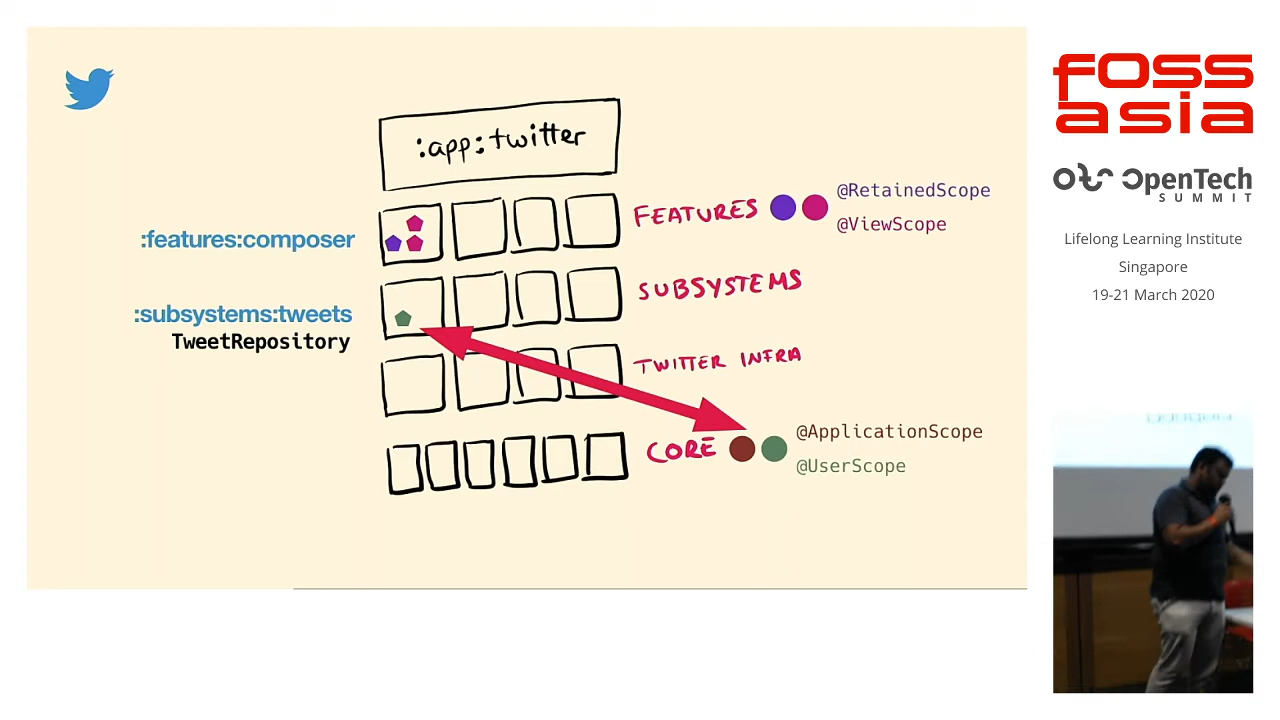 :app:twitter
:features:composer
FEATURES
@RetainedScope
@ViewScope
:subsystems:tweets
TweetRepository
SUBSYSTEMS
TWITTER INFRA
CORE
@ApplicationScope
@UserScope
FOSS
asia
OpenTech
SUMMIT
Lifelong Learning Institute
Singapore
19-21 March 2020